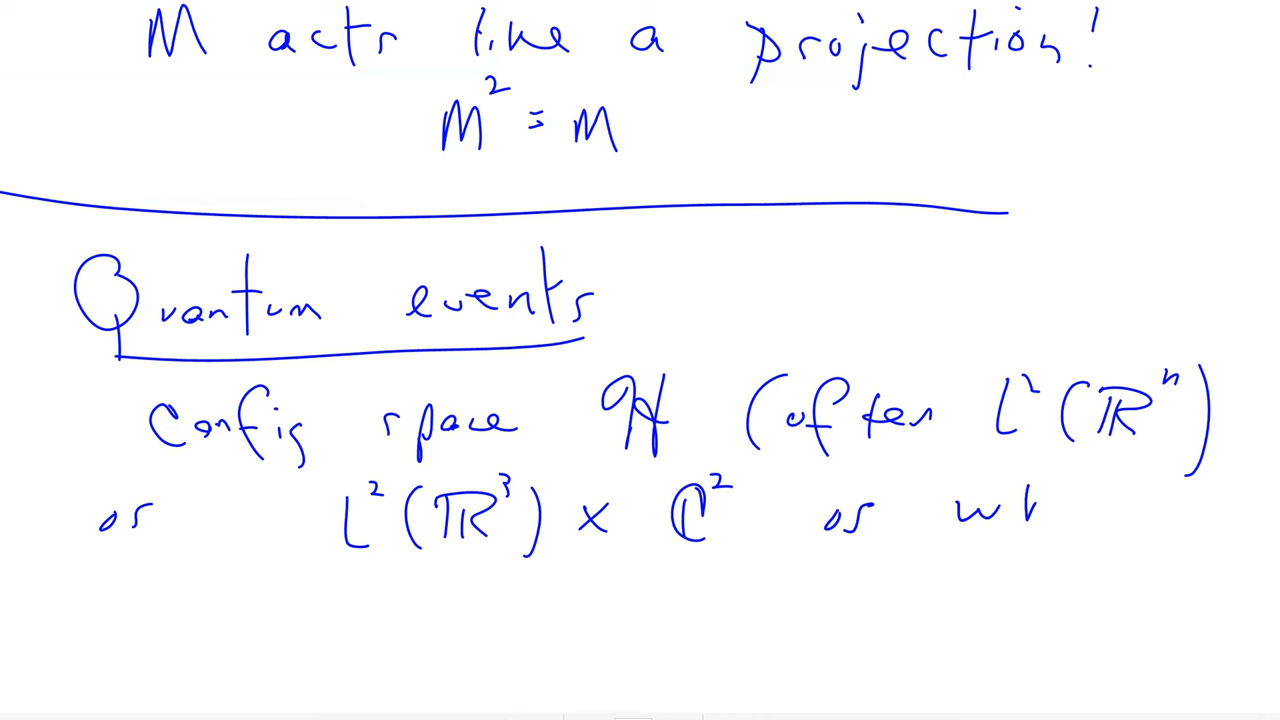 M acts like a projection!
M² = M
Quantum events
Config space ℋ (often L²(ℝⁿ)
or L²(ℝ³) × ℂ² or wh